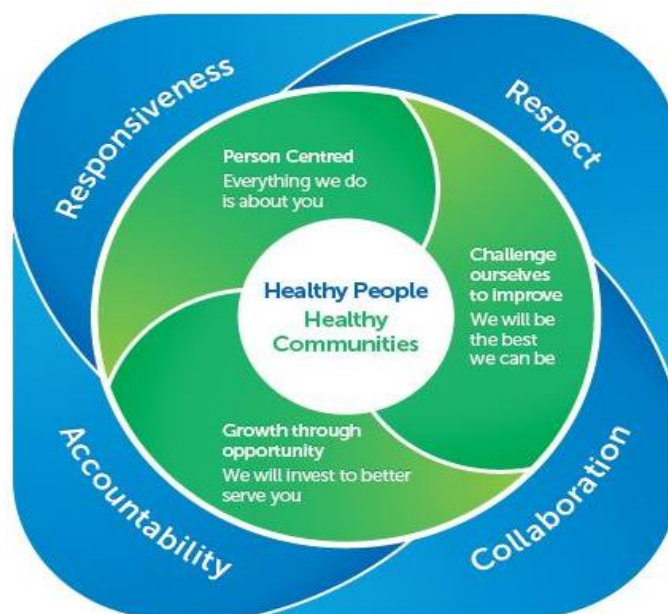 Responsiveness
Respect
Person Centred
Everything we do
is about you
Challenge
ourselves
to improve
We will be
the best
we can be
Healthy People
Healthy
Communities
Growth through
opportunity
We will invest to better
serve you
Accountability
Collaboration